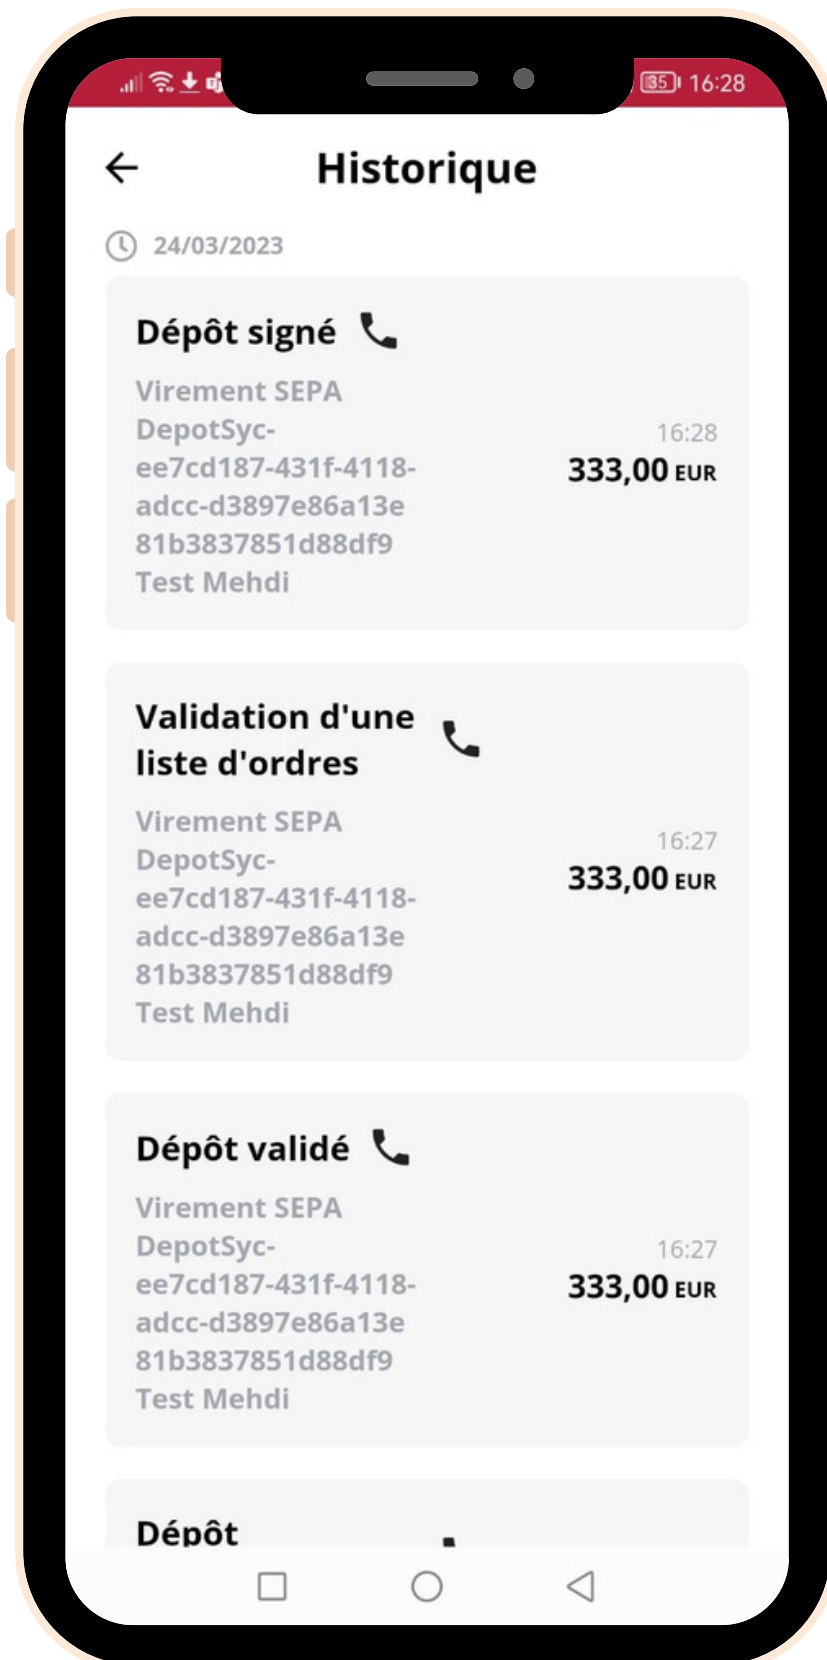 35 16:28
Historique
24/03/2023
Dépôt signé
Virement SEPA
DepotSyc-
ee7cd187-431f-4118-
adcc-d3897e86a13e
81b3837851d88df9
Test Mehdi
16:28
333,00 EUR
Validation d'une
liste d'ordres
Virement SEPA
DepotSyc-
ee7cd187-431f-4118-
adcc-d3897e86a13e
81b3837851d88df9
Test Mehdi
16:27
333,00 EUR
Dépôt validé
Virement SEPA
DepotSyc-
ee7cd187-431f-4118-
adcc-d3897e86a13e
81b3837851d88df9
Test Mehdi
16:27
333,00 EUR
Dépôt